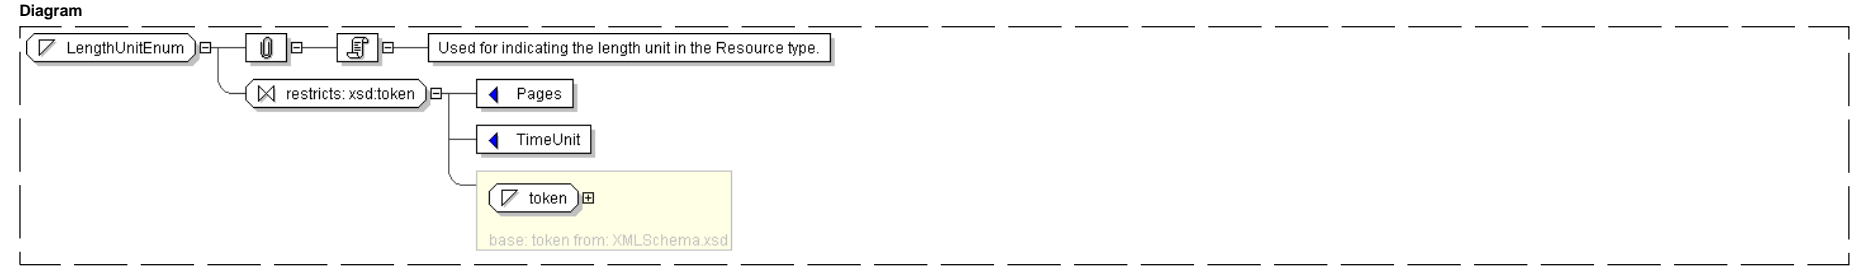 Diagram
LengthUnitEnum
Used for indicating the length unit in the Resource type.
restricts: xsd:token
Pages
TimeUnit
token
base: token from: XMLSchema.xsd